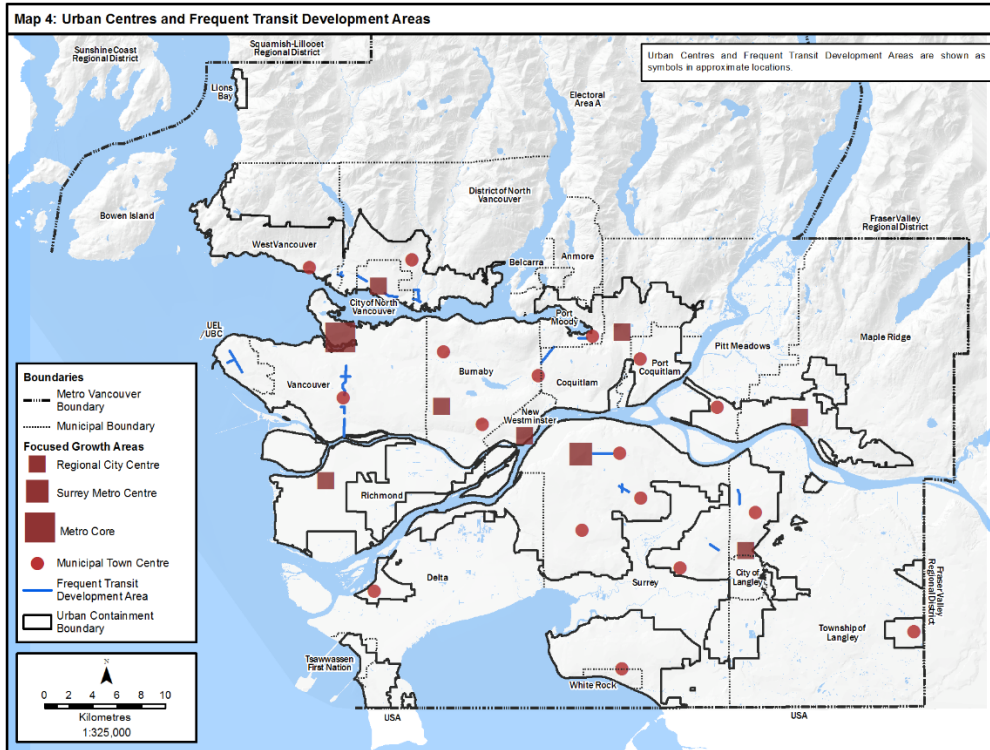 Map 4: Urban Centres and Frequent Transit Development Areas
Urban Centres and Frequent Transit Development Areas are shown as
symbols in approximate locations.
Sunshine Coast
Regional District
Squamish-Lillooet
Regional District
Lions
Bay
Electoral
Area A
Bowen Island
District of North
Vancouver
Fraser Valley
Regional District
West Vancouver
Belcarra
Anmore
City of North
Vancouver
Port
Moody
UEL
/UBC
Maple Ridge
Pitt Meadows
Vancouver
Burnaby
Coquitlam
Port
Coquitlam
New
Westminster
Richmond
Delta
Surrey
City of
Langley
Township of
Langley
Fraser Valley
Regional District
Tsawwassen
First Nation
White Rock
USA
USA
Boundaries
Metro Vancouver
Boundary
Municipal Boundary
Focused Growth Areas
Regional City Centre
Surrey Metro Centre
Metro Core
Municipal Town Centre
Frequent Transit
Development Area
Urban Containment
Boundary
N
0 2 4 6 8 10
Kilometres
1:325,000